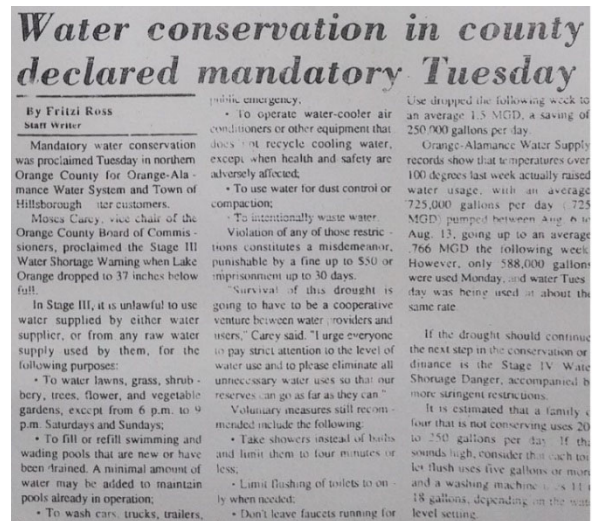 Water conservation in county
declared mandatory Tuesday
By Fritzi Ross
Staff Writer
Mandatory water conservation
was proclaimed Tuesday in northern
Orange County for Orange-Ala-
mance Water System and Town of
Hillsborough customers.
Moses Carey, vice chair of the
Orange County Board of Commis -
sioners, proclaimed the Stage III
Water Shortage Warning when Lake
Orange dropped to 37 inches below
full.
In Stage III, it is unlawful to use
water supplied by either water
supplier, or from any raw water
supply used by them, for the
following purposes:
• To water lawns, grass, shrub -
bery, trees, flower, and vegetable
gardens, except from 6 p.m. to 9
p.m. Saturdays and Sundays;
• To fill or refill swimming and
wading pools that are new or have
been drained. A minimal amount of
water may be added to maintain
pools already in operation;
• To wash cars, trucks, trailers,
public emergency;
• To operate water-cooler air
conditioners or other equipment that
does not recycle cooling water,
except when health and safety are
adversely affected;
• To use water for dust control or
compaction;
• To intentionally waste water.
Violation of any of those restric -
tions constitutes a misdemeanor,
punishable by a fine up to $50 or
imprisonment up to 30 days.
"Survival of this drought is
going to have to be a cooperative
venture between water providers and
users," Carey said. "I urge everyone
to pay strict attention to the level of
water use and to please eliminate all
unnecessary water uses so that our
reserves can go as far as they can."
Voluntary measures still recom -
mended include the following:
• Take showers instead of baths
and limit them to four minutes or
less;
• Limit flushing of toilets to on -
ly when needed;
• Don't leave faucets running for
Use dropped the following week to
an average 1.5 MGD, a saving of
250,000 gallons per day.
Orange-Alamance Water Supply
records show that temperatures over
100 degrees last week actually raised
water usage, with an average
725,000 gallons per day (.725
MGD) pumped between Aug. 6 to
Aug. 13, going up to an average
.766 MGD the following week.
However, only 588,000 gallons
were used Monday, and water Tues
day was being used at about the
same rate.
If the drought should continue
the next step in the conservation or
dinance is the Stage IV Wate
Shortage Danger, accompanied b
more stringent restrictions.
It is estimated that a family o
four that is not conserving uses 20
to 250 gallons per day. If tha
sounds high, consider that each toi
let flush uses five gallons or more
and a washing machine uses 11 o
18 gallons, depending on the wate
level setting.